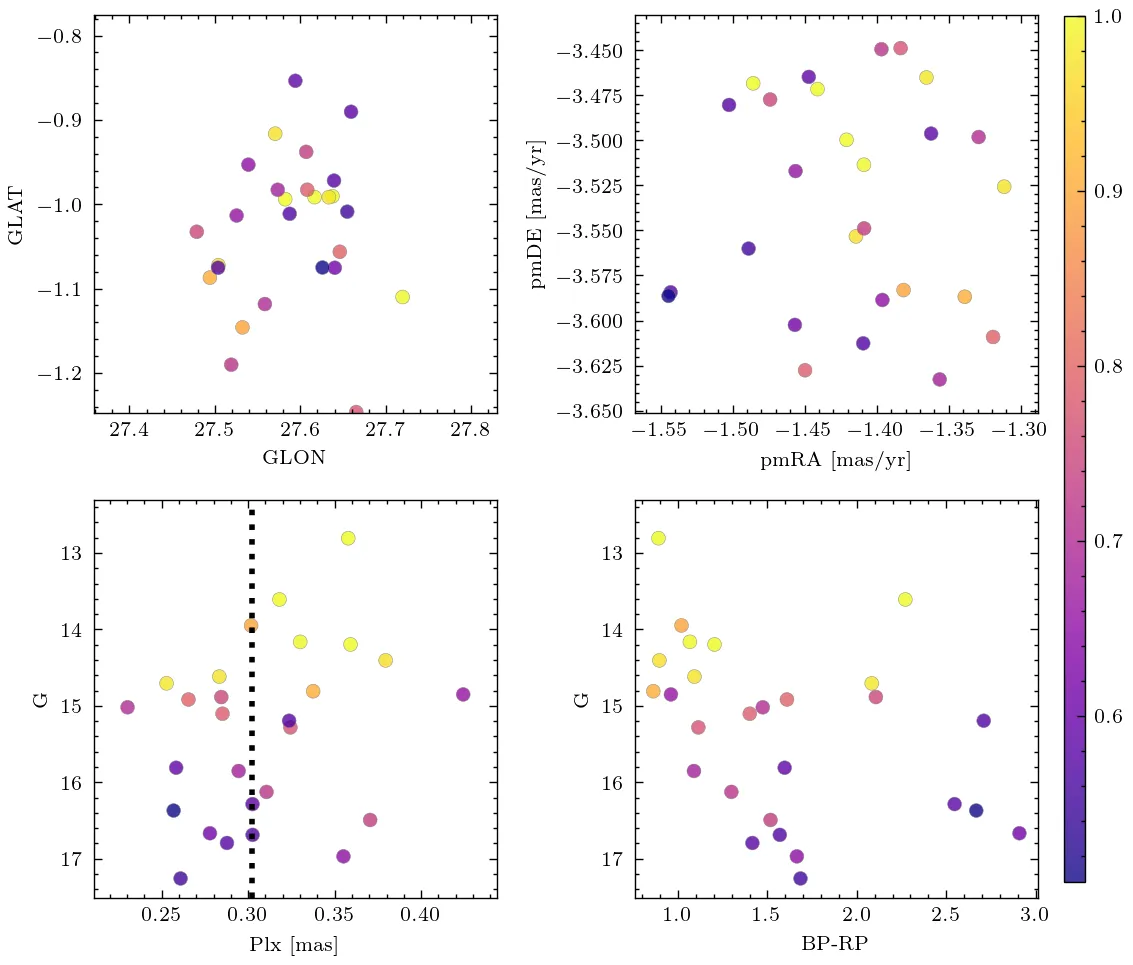 −0.8
−0.9
−1.0
−1.1
−1.2
GLAT
27.4 27.5 27.6 27.7 27.8
GLON
−3.450
−3.475
−3.500
−3.525
−3.550
−3.575
−3.600
−3.625
−3.650
pmDE [mas/yr]
−1.55 −1.50 −1.45 −1.40 −1.35 −1.30
pmRA [mas/yr]
1.0
0.9
0.8
0.7
0.6
13
14
15
16
17
G
0.25 0.30 0.35 0.40
Plx [mas]
13
14
15
16
17
G
1.0 1.5 2.0 2.5 3.0
BP-RP